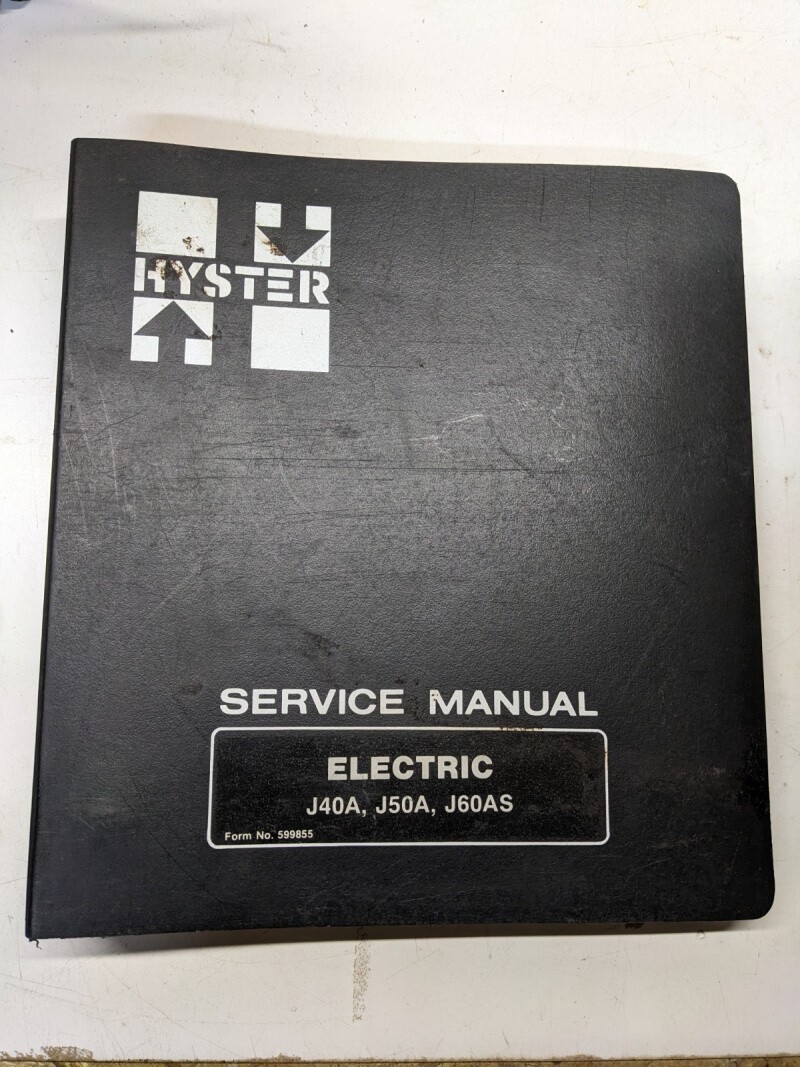 HYSTER
SERVICE MANUAL
ELECTRIC
J40A, J50A, J60AS
Form No. 599855